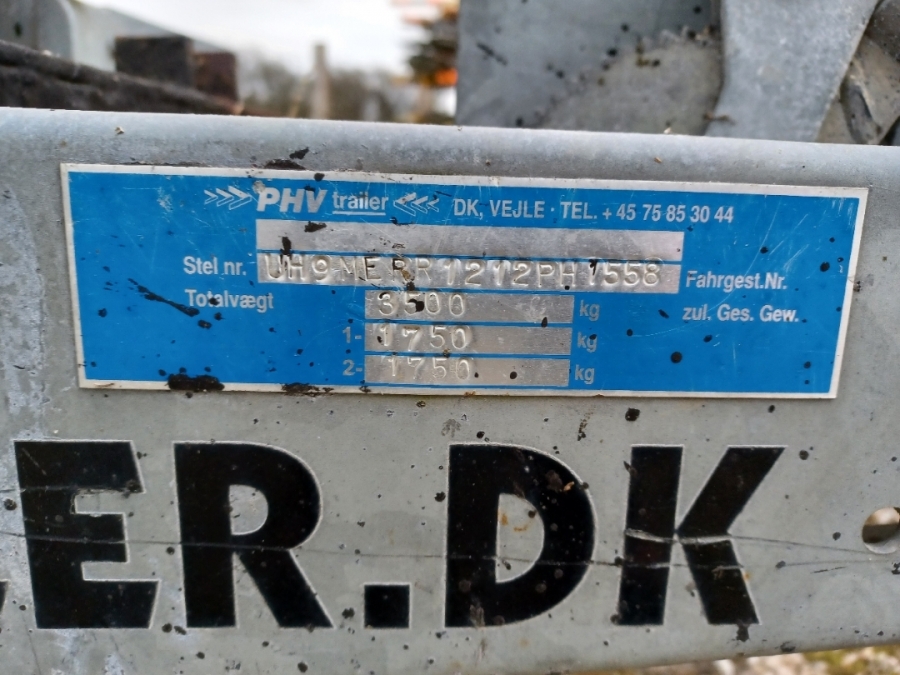 PHV trailer DK, VEJLE · TEL. + 45 75 85 30 44
Stel nr. UH9MERR1212PH1558 Fahrgest.Nr.
Totalvægt 3500 kg zul. Ges. Gew.
1- 1750 kg
2- 1750 kg
ER.DK